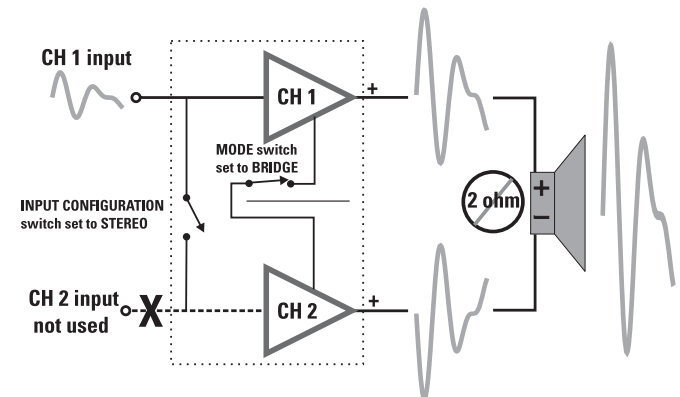 CH 1 input
CH 1
+
MODE switch
set to BRIDGE
INPUT CONFIGURATION
switch set to STEREO
2 ohm
+
–
CH 2 input
not used
X
CH 2
+